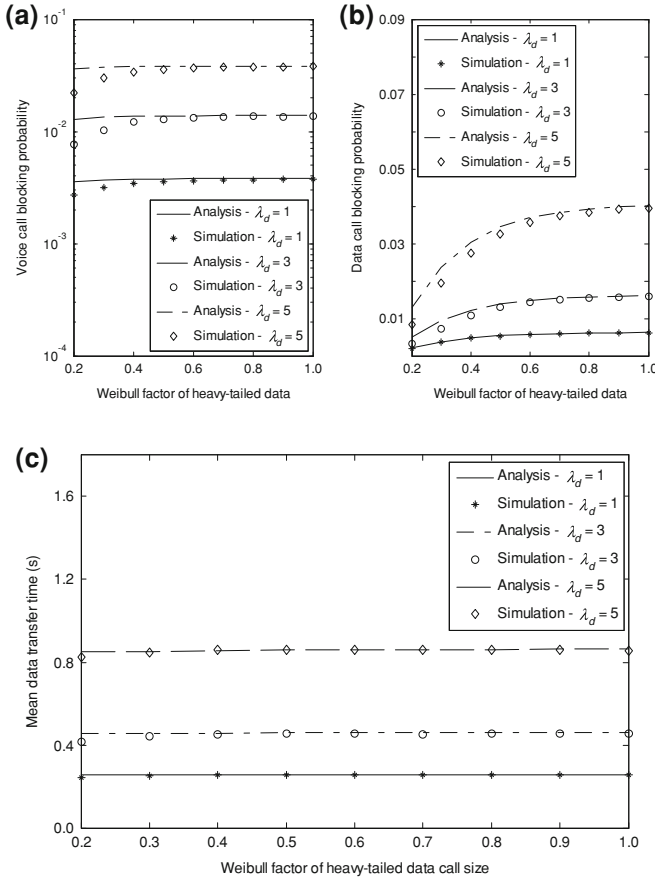 (a)
10⁻¹
10⁻²
10⁻³
10⁻⁴
Voice call blocking probability
Analysis - λd = 1
Simulation - λd = 1
Analysis - λd = 3
Simulation - λd = 3
Analysis - λd = 5
Simulation - λd = 5
0.2 0.4 0.6 0.8 1.0
Weibull factor of heavy-tailed data
(b)
0.09
0.07
0.05
0.03
0.01
Data call blocking probability
Analysis - λd = 1
Simulation - λd = 1
Analysis - λd = 3
Simulation - λd = 3
Analysis - λd = 5
Simulation - λd = 5
0.2 0.4 0.6 0.8 1.0
Weibull factor of heavy-tailed data
(c)
1.6
1.2
0.8
0.4
0.0
Mean data transfer time (s)
Analysis - λd = 1
Simulation - λd = 1
Analysis - λd = 3
Simulation - λd = 3
Analysis - λd = 5
Simulation - λd = 5
0.2 0.3 0.4 0.5 0.6 0.7 0.8 0.9 1.0
Weibull factor of heavy-tailed data call size